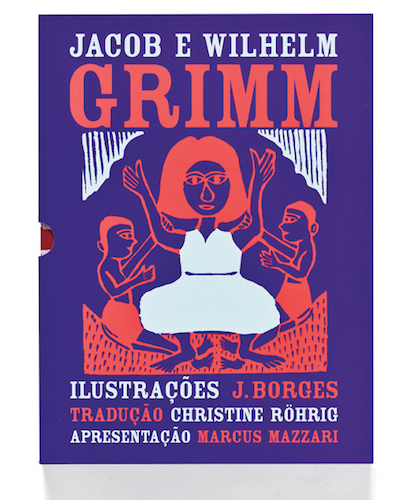 JACOB E WILHELM
GRIMM
ILUSTRAÇÕES J. BORGES
TRADUÇÃO CHRISTINE RÖHRIG
APRESENTAÇÃO MARCUS MAZZARI